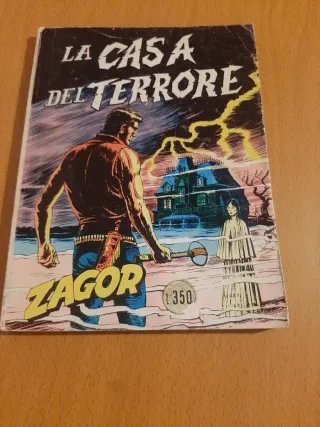 LA CASA
DEL TERRORE
ZAGOR
L.350